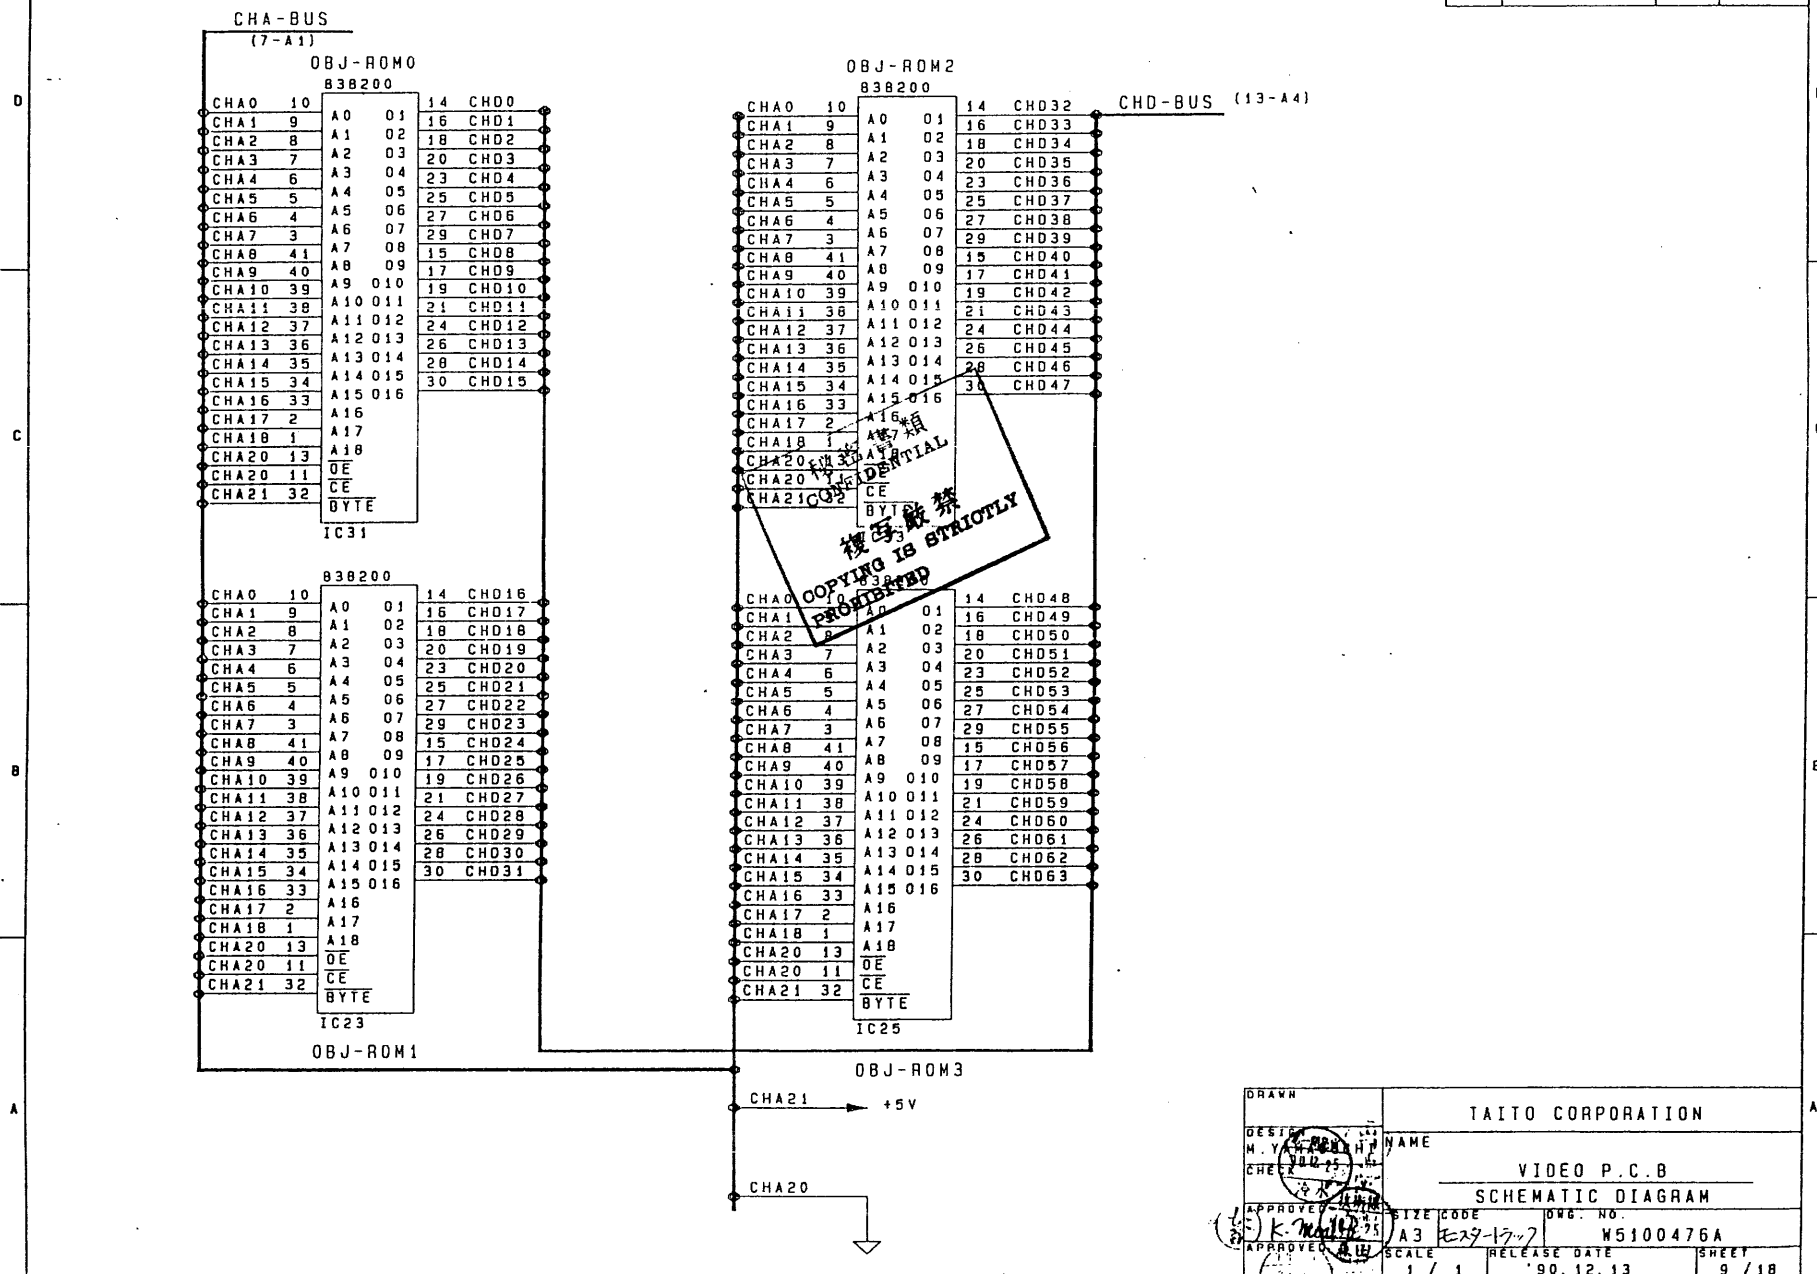 CHA-BUS
(7-A1)
OBJ-ROM0
838200
CHA0 10 A0 O1 14 CHD0
CHA1 9 A1 O2 16 CHD1
CHA2 8 A2 O3 18 CHD2
CHA3 7 A3 O4 20 CHD3
CHA4 6 A4 O5 23 CHD4
CHA5 5 A5 O6 25 CHD5
CHA6 4 A6 O7 27 CHD6
CHA7 3 A7 O8 29 CHD7
CHA8 41 A8 O9 15 CHD8
CHA9 40 A9 O10 17 CHD9
CHA10 39 A10 O11 19 CHD10
CHA11 38 A11 O12 21 CHD11
CHA12 37 A12 O13 24 CHD12
CHA13 36 A13 O14 26 CHD13
CHA14 35 A14 O15 28 CHD14
CHA15 34 A15 O16 30 CHD15
CHA16 33 A16
CHA17 2 A17
CHA18 1 A18
CHA20 13 OE
CHA20 11 CE
CHA21 32 BYTE
IC31
838200
CHA0 10 A0 O1 14 CHD16
CHA1 9 A1 O2 16 CHD17
CHA2 8 A2 O3 18 CHD18
CHA3 7 A3 O4 20 CHD19
CHA4 6 A4 O5 23 CHD20
CHA5 5 A5 O6 25 CHD21
CHA6 4 A6 O7 27 CHD22
CHA7 3 A7 O8 29 CHD23
CHA8 41 A8 O9 15 CHD24
CHA9 40 A9 O10 17 CHD25
CHA10 39 A10 O11 19 CHD26
CHA11 38 A11 O12 21 CHD27
CHA12 37 A12 O13 24 CHD28
CHA13 36 A13 O14 26 CHD29
CHA14 35 A14 O15 28 CHD30
CHA15 34 A15 O16 30 CHD31
CHA16 33 A16
CHA17 2 A17
CHA18 1 A18
CHA20 13 OE
CHA20 11 CE
CHA21 32 BYTE
IC23
OBJ-ROM1
OBJ-ROM2
838200
CHD-BUS (13-A4)
CHA0 10 A0 O1 14 CHD32
CHA1 9 A1 O2 16 CHD33
CHA2 8 A2 O3 18 CHD34
CHA3 7 A3 O4 20 CHD35
CHA4 6 A4 O5 23 CHD36
CHA5 5 A5 O6 25 CHD37
CHA6 4 A6 O7 27 CHD38
CHA7 3 A7 O8 29 CHD39
CHA8 41 A8 O9 15 CHD40
CHA9 40 A9 O10 17 CHD41
CHA10 39 A10 O11 19 CHD42
CHA11 38 A11 O12 21 CHD43
CHA12 37 A12 O13 24 CHD44
CHA13 36 A13 O14 26 CHD45
CHA14 35 A14 O15 28 CHD46
CHA15 34 A15 O16 30 CHD47
CHA16 33 A16
CHA17 2
CHA18 1 A18
CHA20 13
CHA20 11 CE
CHA21 32 BYTE
秘密書類
CONFIDENTIAL
複写厳禁
COPYING IS STRICTLY
PROHIBITED
CHA0 10 A0 O1 14 CHD48
CHA1 A1 O2 16 CHD49
CHA2 8 A2 O3 18 CHD50
CHA3 7 A3 O4 20 CHD51
CHA4 6 A4 O5 23 CHD52
CHA5 5 A5 O6 25 CHD53
CHA6 4 A6 O7 27 CHD54
CHA7 3 A7 O8 29 CHD55
CHA8 41 A8 O9 15 CHD56
CHA9 40 A9 O10 17 CHD57
CHA10 39 A10 O11 19 CHD58
CHA11 38 A11 O12 21 CHD59
CHA12 37 A12 O13 24 CHD60
CHA13 36 A13 O14 26 CHD61
CHA14 35 A14 O15 28 CHD62
CHA15 34 A15 O16 30 CHD63
CHA16 33 A16
CHA17 2 A17
CHA18 1 A18
CHA20 13 OE
CHA20 11 CE
CHA21 32 BYTE
IC25
OBJ-ROM3
CHA21 +5V
CHA20
D
C
B
A
A
DRAWN
DESIGN
CHECK
APPROVED
APPROVED
TAITO CORPORATION
NAME
VIDEO P.C.B
SCHEMATIC DIAGRAM
SIZE CODE DRG. NO.
A3 W5100476A
SCALE RELEASE DATE SHEET
1 / 1 '90.12.13 9 /18